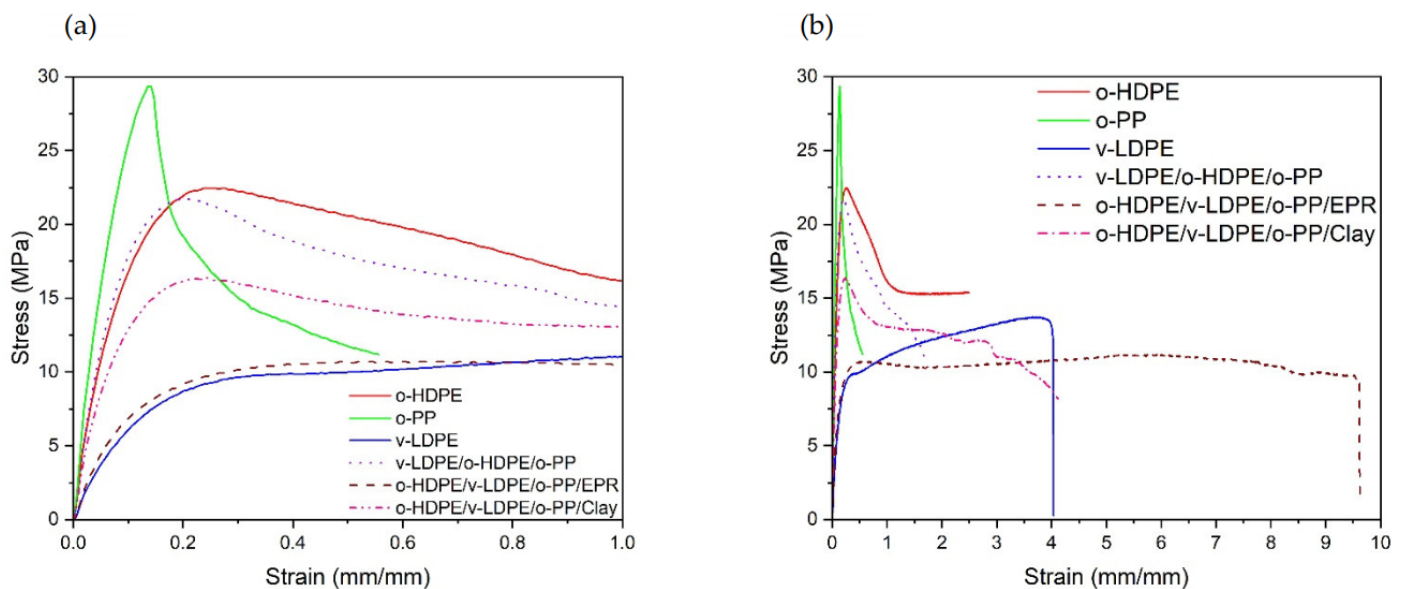 (a)
(b)
30
25
20
15
10
5
0
Stress (MPa)
o-HDPE
o-PP
v-LDPE
v-LDPE/o-HDPE/o-PP
o-HDPE/v-LDPE/o-PP/EPR
o-HDPE/v-LDPE/o-PP/Clay
0.0 0.2 0.4 0.6 0.8 1.0
Strain (mm/mm)
30
25
20
15
10
5
0
Stress (MPa)
o-HDPE
o-PP
v-LDPE
v-LDPE/o-HDPE/o-PP
o-HDPE/v-LDPE/o-PP/EPR
o-HDPE/v-LDPE/o-PP/Clay
0 1 2 3 4 5 6 7 8 9 10
Strain (mm/mm)